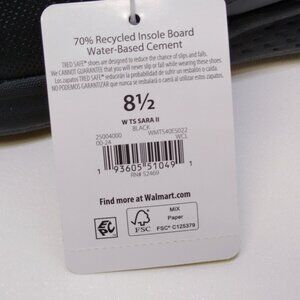 70% Recycled Insole Board
Water-Based Cement
TRED SAFE® shoes are designed to reduce the chance of slips and falls.
We CANNOT GUARANTEE that you will never slip or fall while wearing these shoes.
Los zapatos TRED SAFE® reducirán la probabilidad de sufrir un resbalón o caída.
NO PODEMOS GARANTIZAR que nunca se resbalará o caerá al utilizar estos zapatos.
8½
W TS SARA II
BLACK
25004000 WMTS40ES022
00-24 WCL
1 93605 51049 1
RN# 52469
Find more at Walmart.com
FSC
MIX
Paper
FSC® C125379